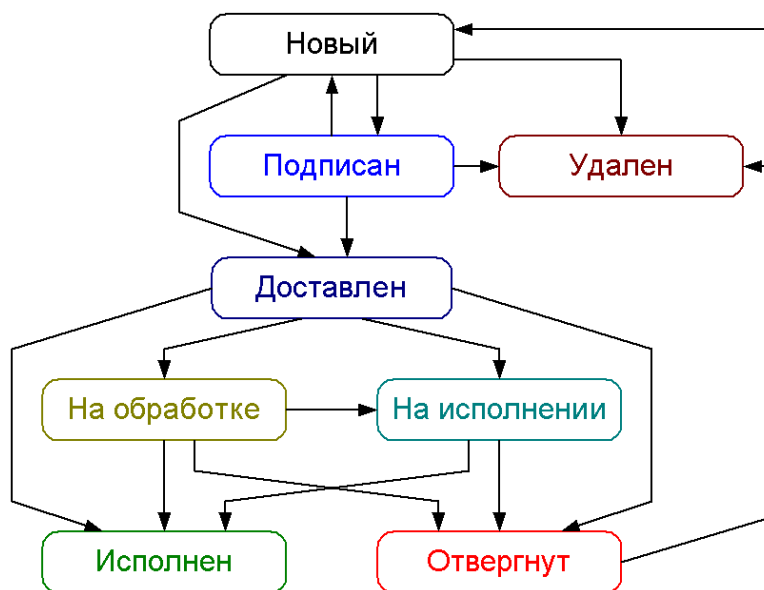 Новый
Подписан
Удален
Доставлен
На обработке
На исполнении
Исполнен
Отвергнут